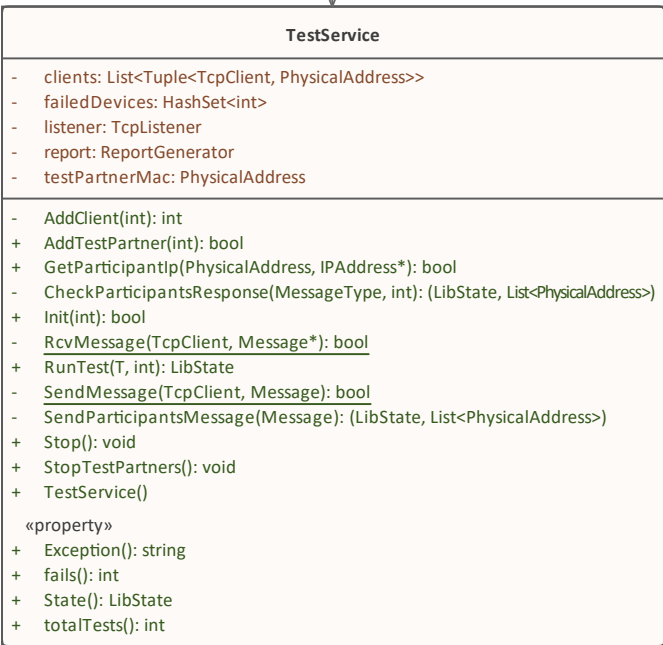 TestService
- clients: List<Tuple<TcpClient, PhysicalAddress>>
- failedDevices: HashSet<int>
- listener: TcpListener
- report: ReportGenerator
- testPartnerMac: PhysicalAddress
- AddClient(int): int
+ AddTestPartner(int): bool
+ GetParticipantIp(PhysicalAddress, IPAddress*): bool
- CheckParticipantsResponse(MessageType, int): (LibState, List<PhysicalAddress>)
+ Init(int): bool
- RcvMessage(TcpClient, Message*): bool
+ RunTest(T, int): LibState
- SendMessage(TcpClient, Message): bool
- SendParticipantsMessage(Message): (LibState, List<PhysicalAddress>)
+ Stop(): void
+ StopTestPartners(): void
+ TestService()
«property»
+ Exception(): string
+ fails(): int
+ State(): LibState
+ totalTests(): int